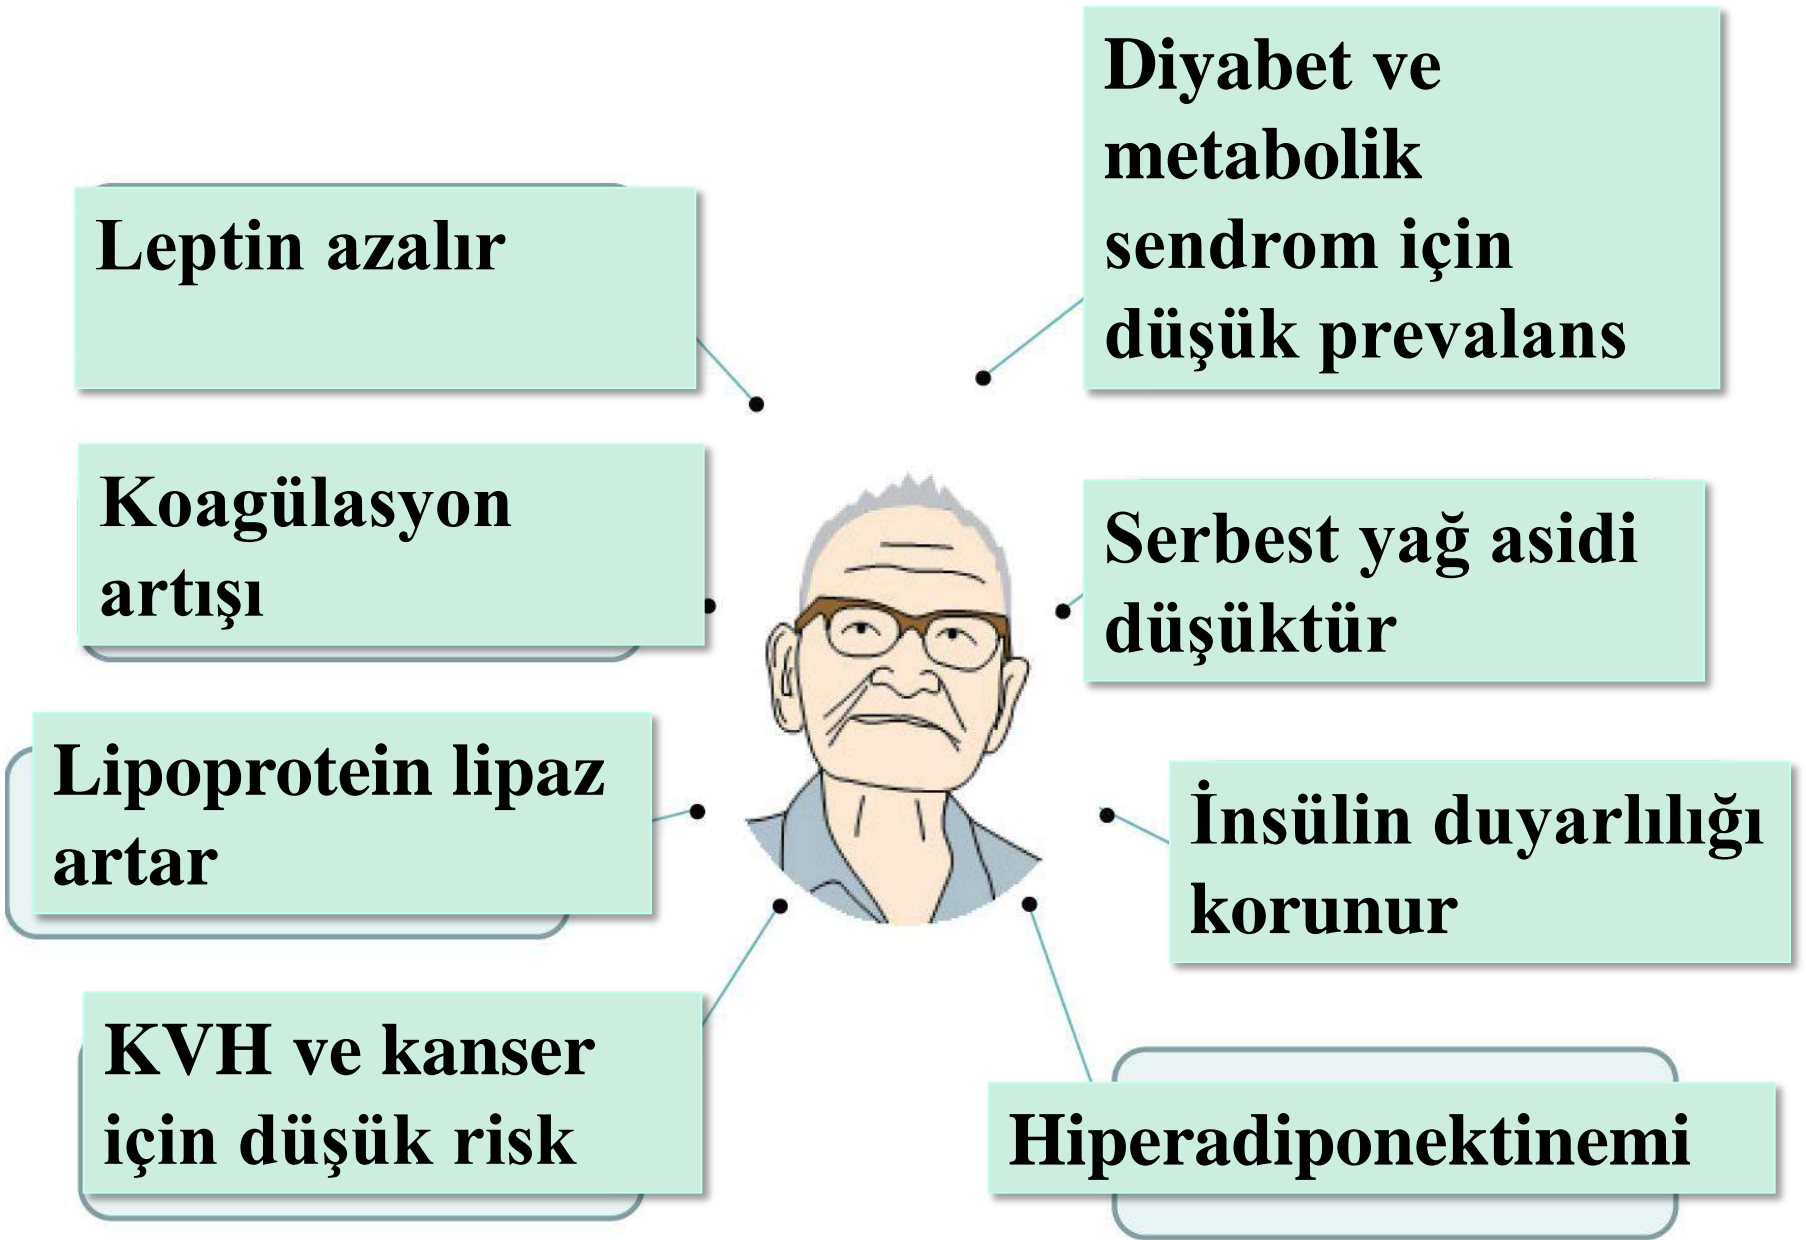 Leptin azalır
Koagülasyon
artışı
Lipoprotein lipaz
artar
KVH ve kanser
için düşük risk
Diyabet ve
metabolik
sendrom için
düşük prevalans
Serbest yağ asidi
düşüktür
İnsülin duyarlılığı
korunur
Hiperadiponektinemi